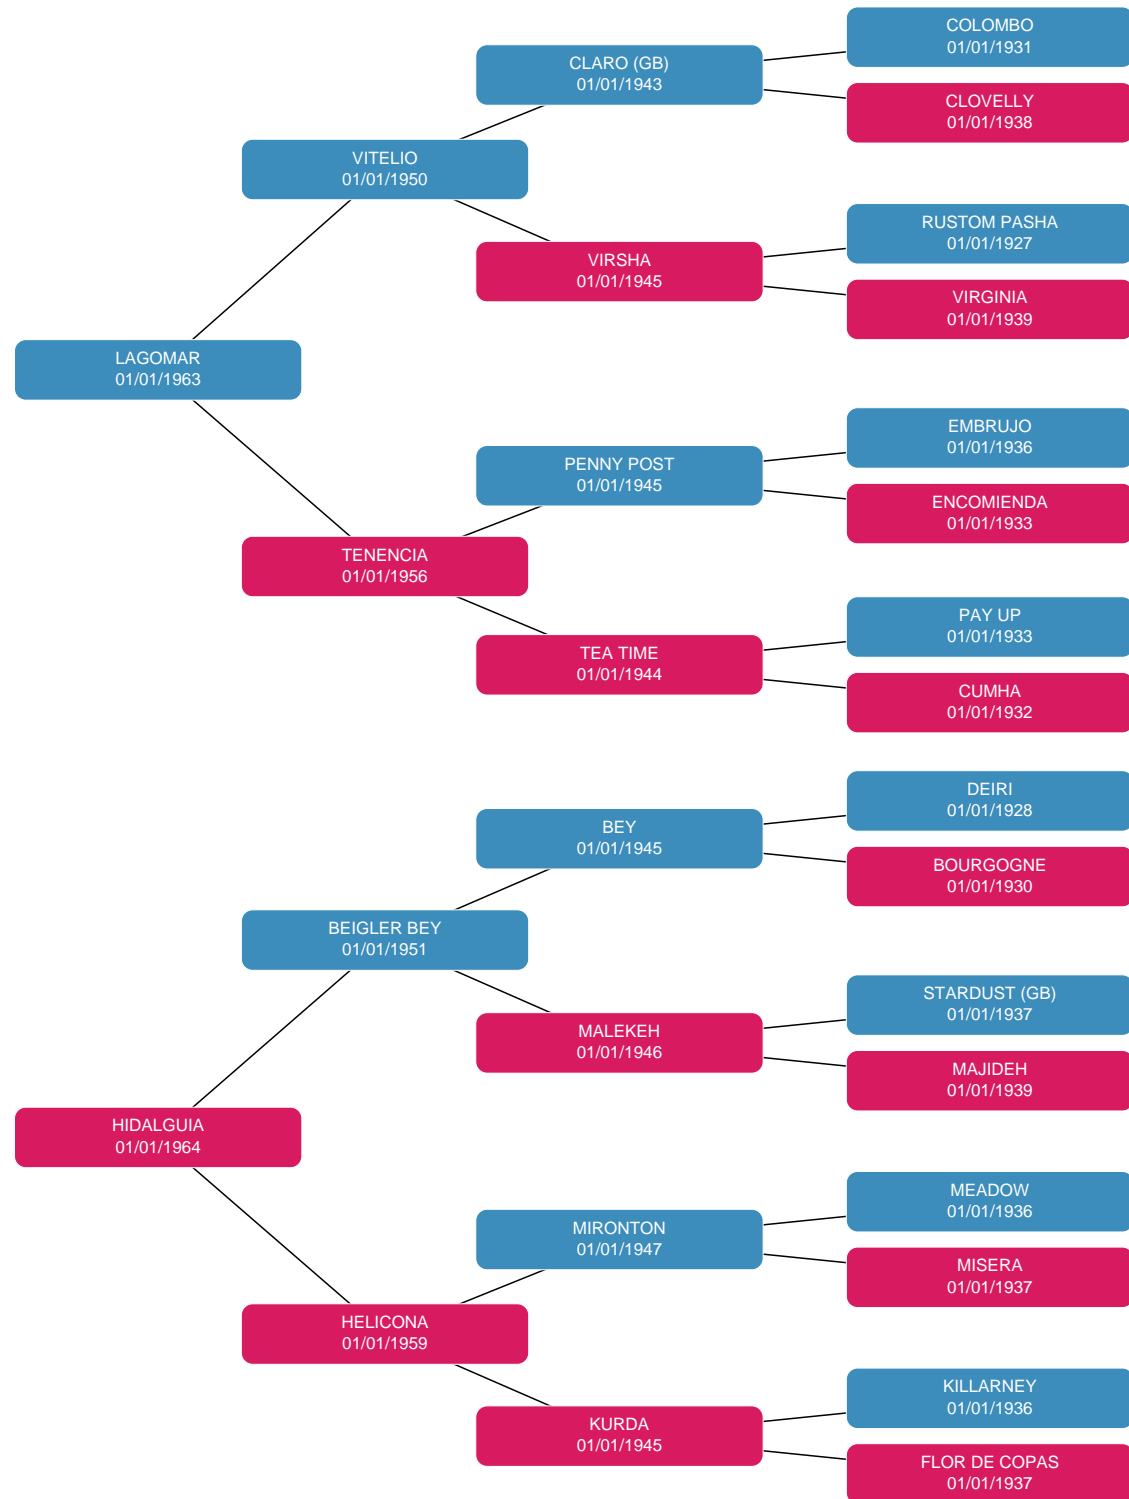 COLOMBO
01/01/1931
CLARO (GB)
01/01/1943
CLOVELLY
01/01/1938
VITELIO
01/01/1950
RUSTOM PASHA
01/01/1927
VIRSHA
01/01/1945
VIRGINIA
01/01/1939
LAGOMAR
01/01/1963
EMBRUJO
01/01/1936
PENNY POST
01/01/1945
ENCOMIENDA
01/01/1933
TENENCIA
01/01/1956
PAY UP
01/01/1933
TEA TIME
01/01/1944
CUMHA
01/01/1932
DEIRI
01/01/1928
BEY
01/01/1945
BOURGOGNE
01/01/1930
BEIGLER BEY
01/01/1951
STARDUST (GB)
01/01/1937
MALEKEH
01/01/1946
MAJIDEH
01/01/1939
HIDALGUIA
01/01/1964
MEADOW
01/01/1936
MIRONTON
01/01/1947
MISERA
01/01/1937
HELICONA
01/01/1959
KILLARNEY
01/01/1936
KURDA
01/01/1945
FLOR DE COPAS
01/01/1937